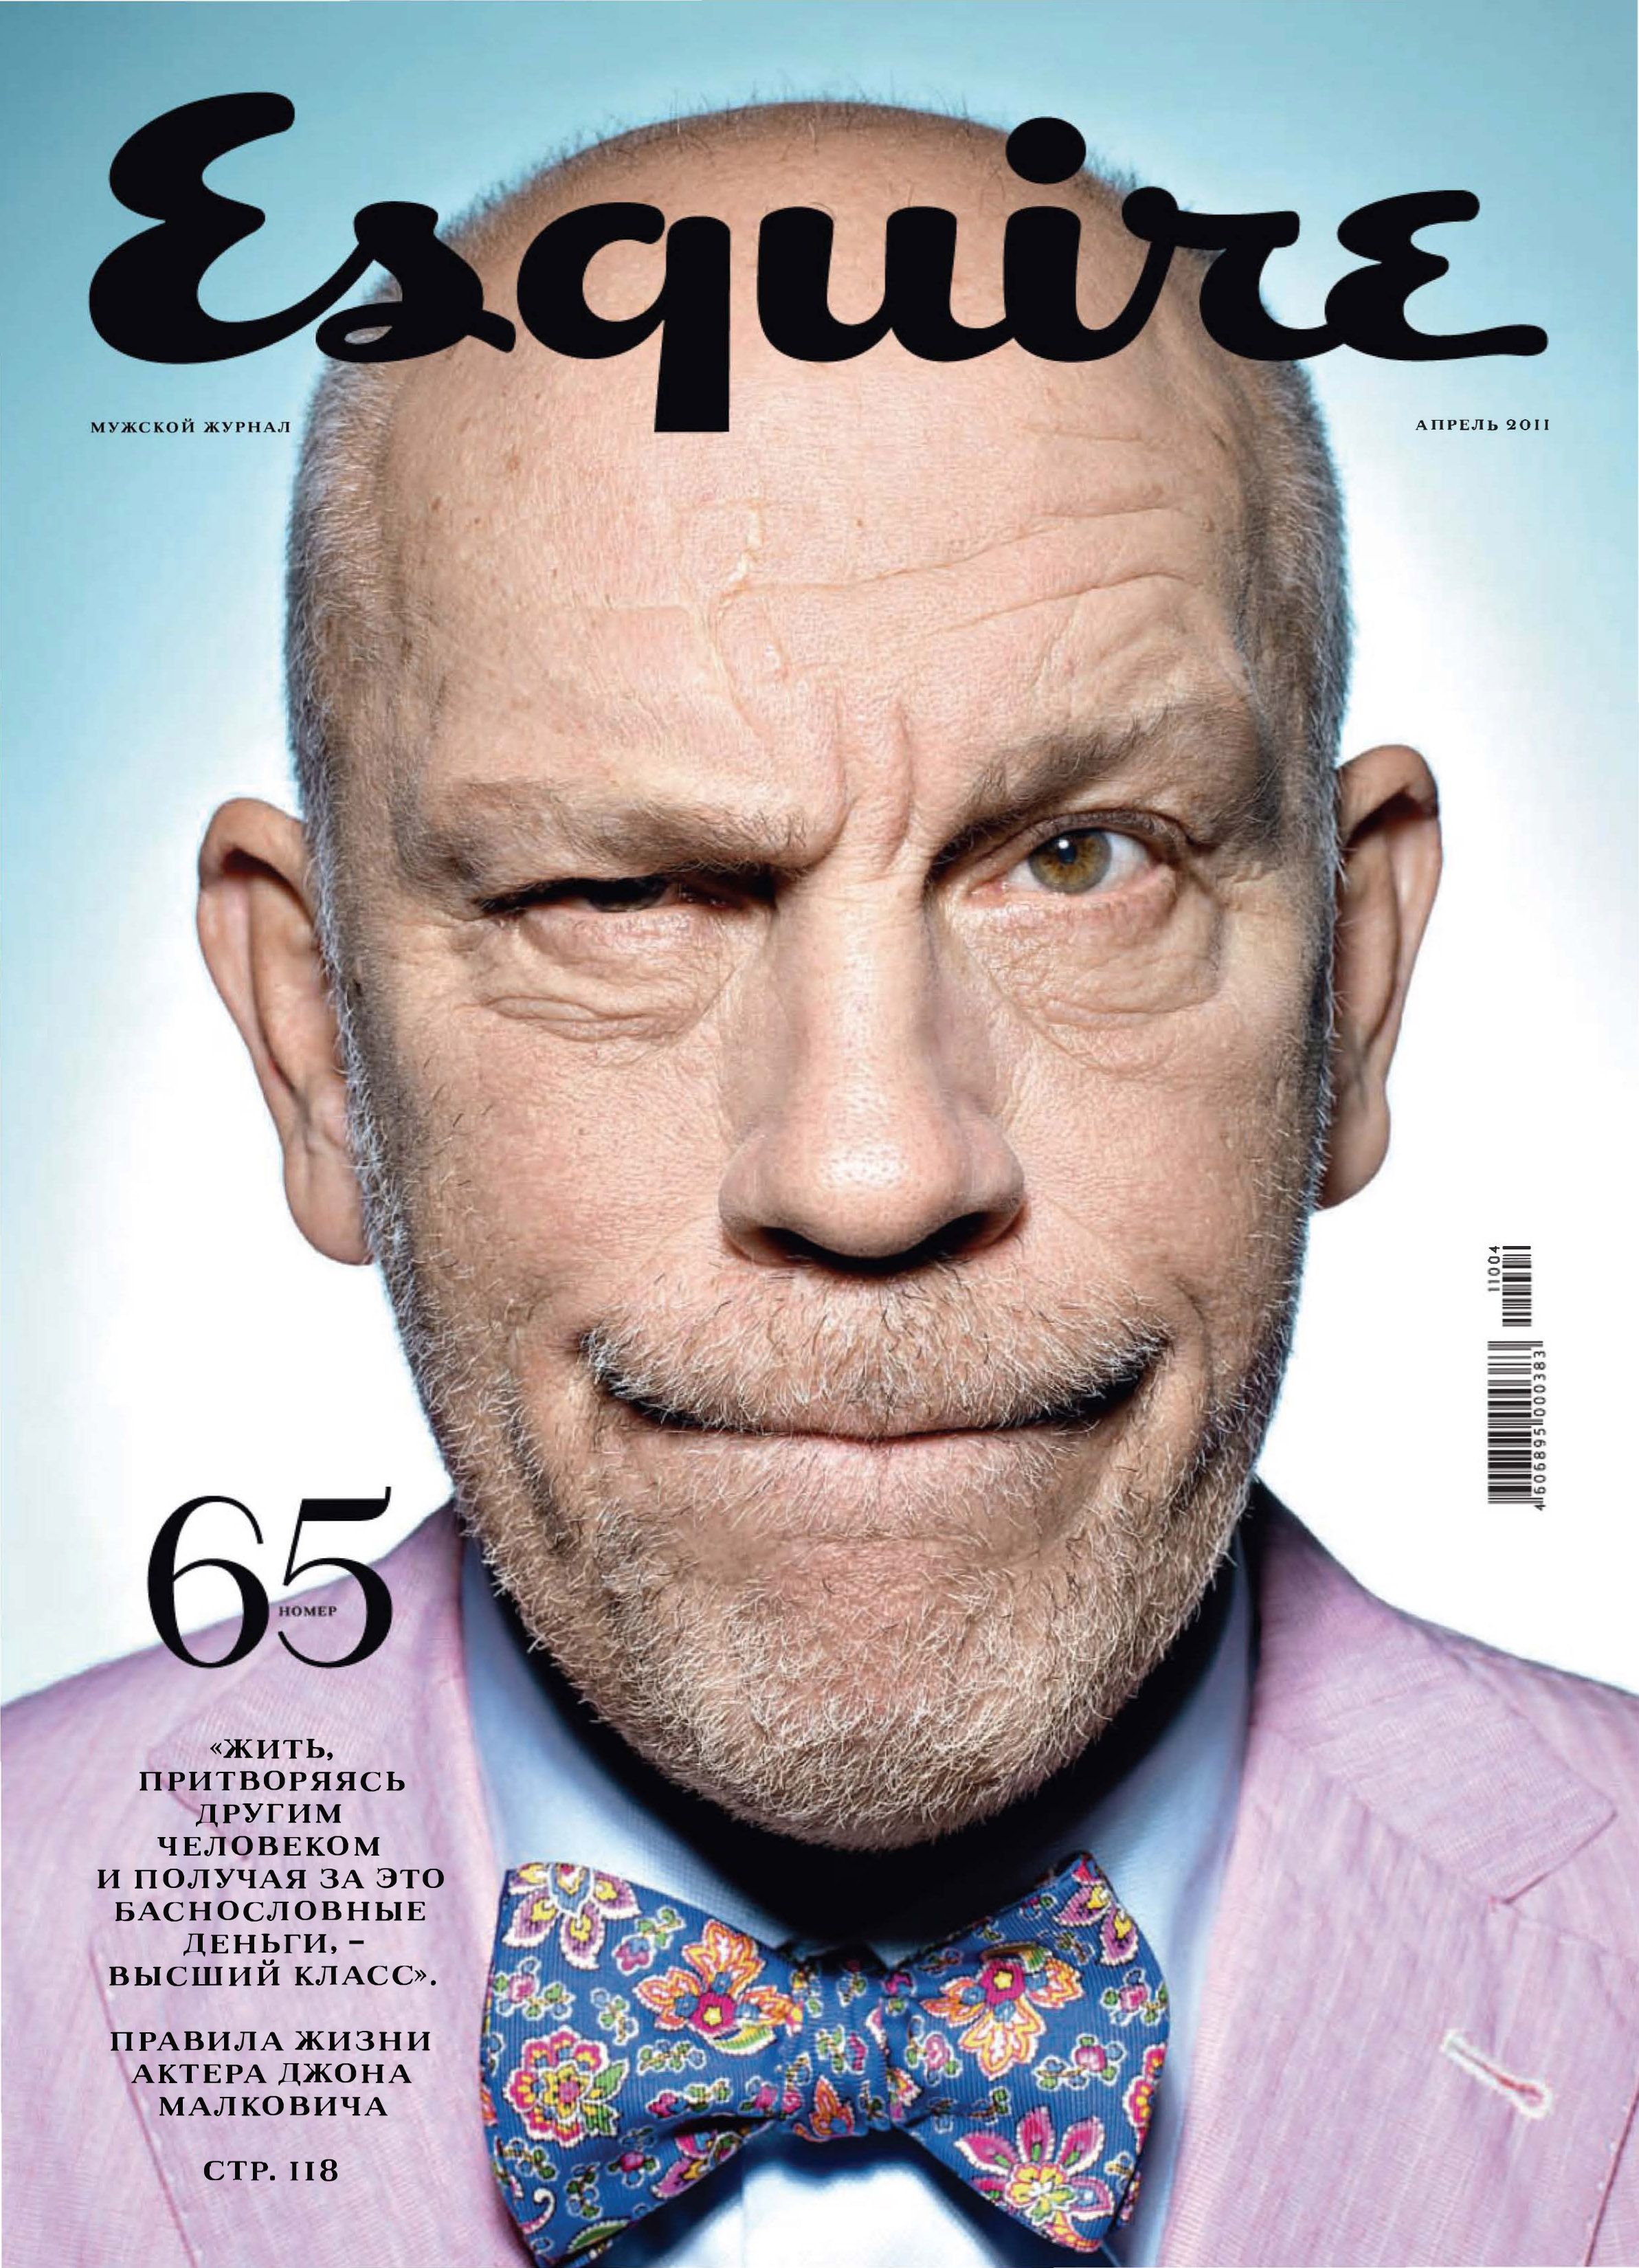 Esquire
МУЖСКОЙ ЖУРНАЛ
АПРЕЛЬ 2011
11004
4606895000383
65
НОМЕР
«ЖИТЬ,
ПРИТВОРЯЯСЬ
ДРУГИМ
ЧЕЛОВЕКОМ
И ПОЛУЧАЯ ЗА ЭТО
БАСНОСЛОВНЫЕ
ДЕНЬГИ, –
ВЫСШИЙ КЛАСС».
ПРАВИЛА ЖИЗНИ
АКТЕРА ДЖОНА
МАЛКОВИЧА
СТР. 118